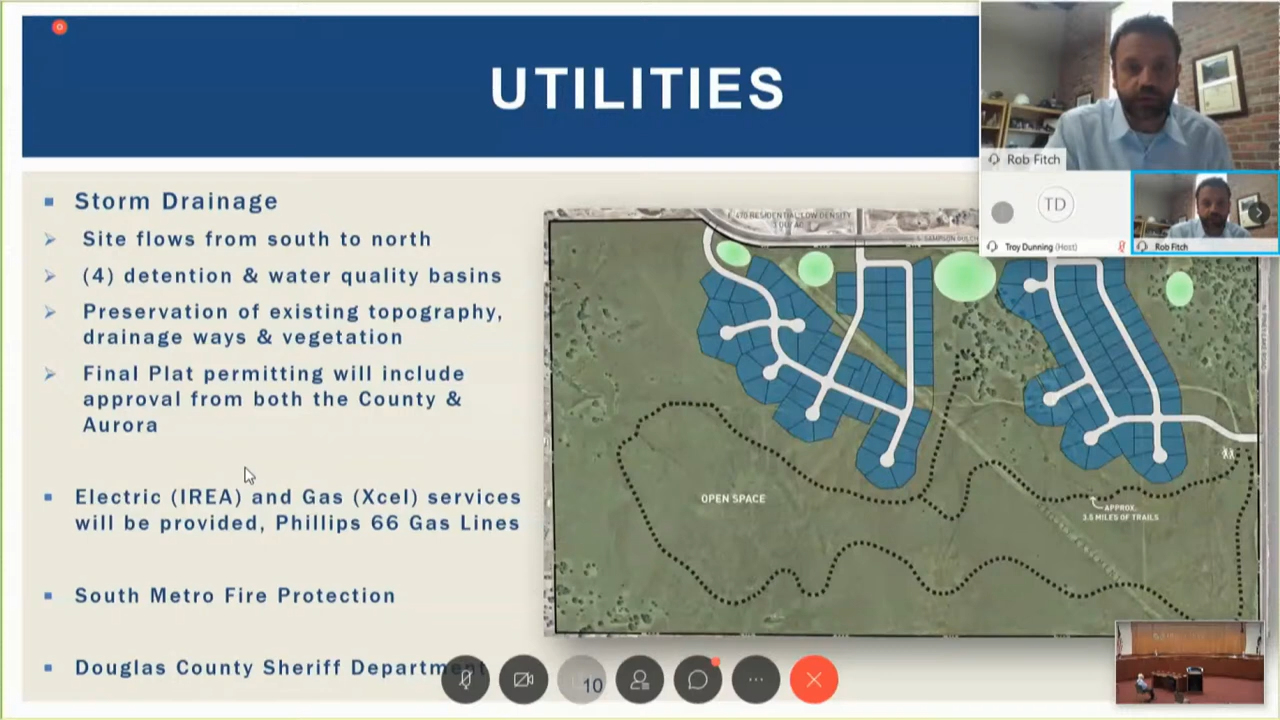 UTILITIES
Rob Fitch
TD
Troy Dunning (Host)
Rob Fitch
Storm Drainage
Site flows from south to north
(4) detention & water quality basins
Preservation of existing topography,
drainage ways & vegetation
Final Plat permitting will include
approval from both the County &
Aurora
Electric (IREA) and Gas (Xcel) services
will be provided, Phillips 66 Gas Lines
South Metro Fire Protection
Douglas County Sheriff Department
RESIDENTIAL LOW DENSITY
OPEN SPACE
APPROX.
3.5 MILES OF TRAILS
10